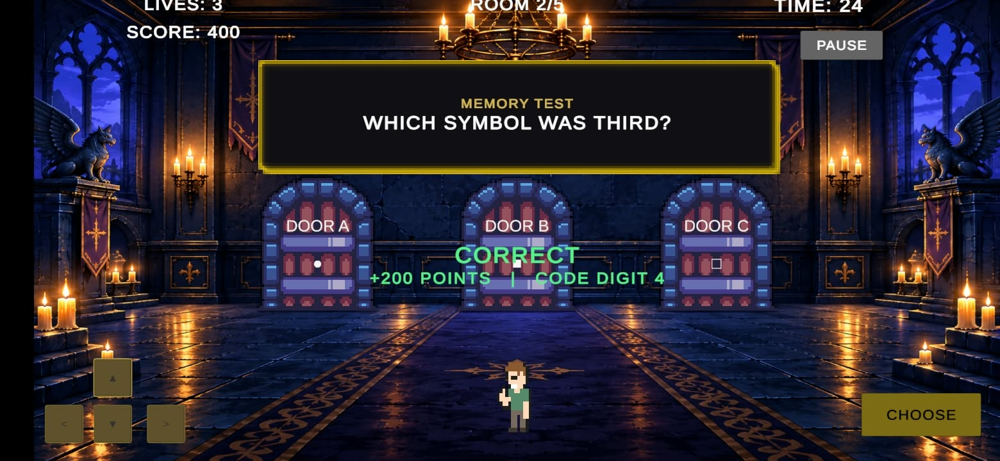 LIVES: 3
ROOM 2/5
TIME: 24
SCORE: 400
PAUSE
MEMORY TEST
WHICH SYMBOL WAS THIRD?
DOOR A
DOOR B
DOOR C
CORRECT
+200 POINTS | CODE DIGIT 4
CHOOSE